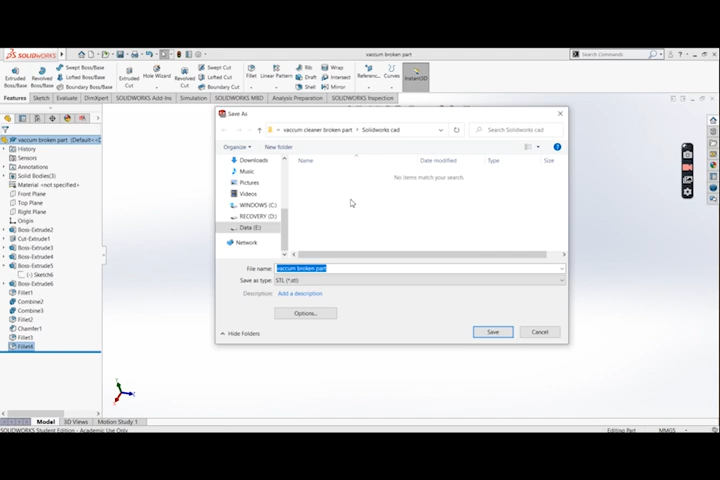 SOLIDWORKS
vaccum broken part
Search Commands
Extruded Boss/Base
Revolved Boss/Base
Swept Boss/Base
Lofted Boss/Base
Boundary Boss/Base
Extruded Cut
Hole Wizard
Revolved Cut
Swept Cut
Lofted Cut
Boundary Cut
Fillet
Linear Pattern
Rib
Draft
Shell
Wrap
Intersect
Mirror
Referenc...
Curves
Instant3D
Features
Sketch
Evaluate
DimXpert
SOLIDWORKS Add-Ins
Simulation
SOLIDWORKS MBD
Analysis Preparation
SOLIDWORKS Inspection
vaccum broken part (Default<<D
History
Sensors
Annotations
Solid Bodies(3)
Material <not specified>
Front Plane
Top Plane
Right Plane
Origin
Boss-Extrude2
Cut-Extrude1
Boss-Extrude3
Boss-Extrude4
Boss-Extrude5
(-) Sketch6
Boss-Extrude6
Fillet1
Combine2
Combine3
Fillet2
Chamfer1
Fillet3
Fillet4
Save As
vaccum cleaner broken part
Solidworks cad
Search Solidworks cad
Organize
New folder
Downloads
Music
Pictures
Videos
WINDOWS (C:)
RECOVERY (D:)
Data (E:)
Network
Name
Date modified
Type
Size
No items match your search.
File name:
vaccum broken part
Save as type:
STL (*.stl)
Description:
Add a description
Options...
Hide Folders
Save
Cancel
Model
3D Views
Motion Study 1
SOLIDWORKS Student Edition - Academic Use Only
Editing Part
MMGS